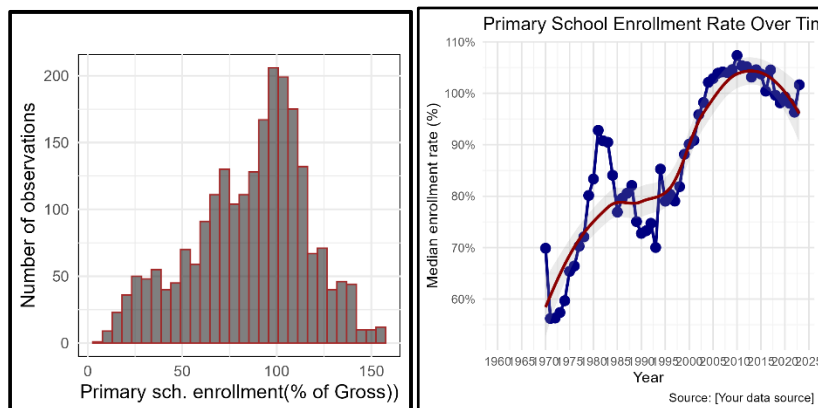 Primary School Enrollment Rate Over Tim
Number of observations
200
150
100
50
0
0
50
100
150
Primary sch. enrollment(% of Gross))
Median enrollment rate (%)
110%
100%
90%
80%
70%
60%
1960 1965 1970 1975 1980 1985 1990 1995 2000 2005 2010 2015 2020 2025
Year
Source: [Your data source]